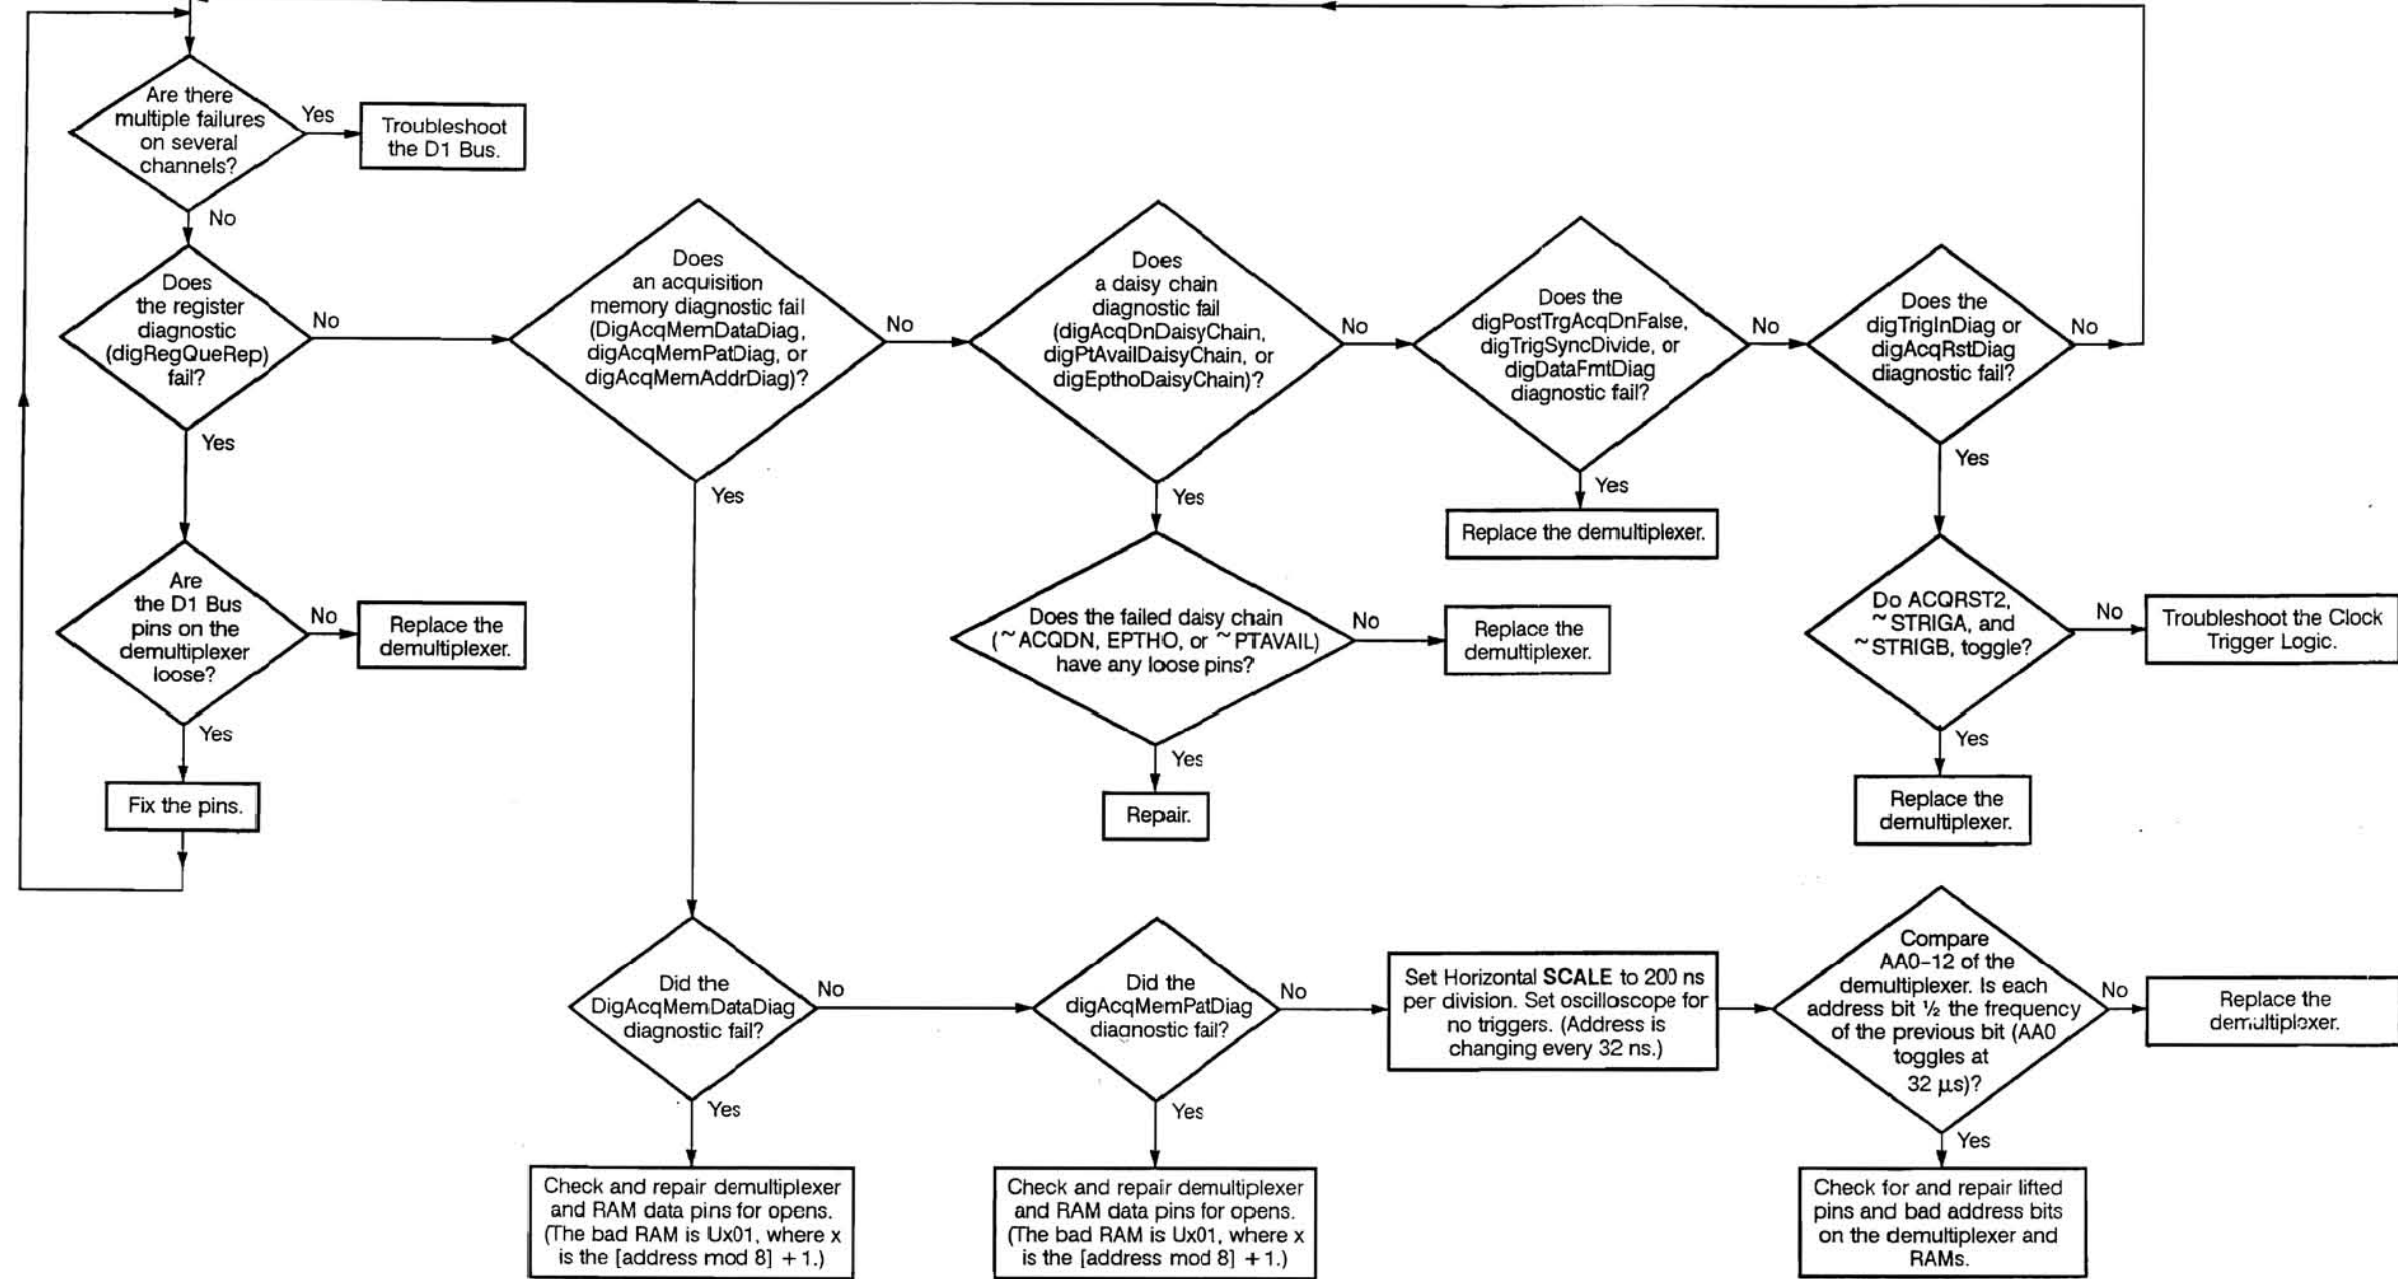 Are there
multiple failures
on several
channels?
Yes
Troubleshoot
the D1 Bus.
No
Does
the register
diagnostic
(digRegQueRep)
fail?
No
Yes
Does
an acquisition
memory diagnostic fail
(DigAcqMemDataDiag,
digAcqMemPatDiag, or
digAcqMemAddrDiag)?
No
Yes
Does
a daisy chain
diagnostic fail
(digAcqDnDaisyChain,
digPtAvailDaisyChain, or
digEpthoDaisyChain)?
No
Yes
Does the
digPostTrgAcqDnFalse,
digTrigSyncDivide, or
digDataFmtDiag
diagnostic fail?
No
Yes
Replace the demultiplexer.
Does the
digTrigInDiag or
digAcqRstDiag
diagnostic fail?
No
Yes
Are
the D1 Bus
pins on the
demultiplexer
loose?
No
Replace the
demultiplexer.
Yes
Fix the pins.
Does the failed daisy chain
(~ACQDN, EPTHO, or ~PTAVAIL)
have any loose pins?
No
Replace the
demultiplexer.
Yes
Repair.
Do ACQRST2,
~STRIGA, and
~STRIGB, toggle?
No
Troubleshoot the Clock
Trigger Logic.
Yes
Replace the
demultiplexer.
Did the
DigAcqMemDataDiag
diagnostic fail?
No
Yes
Check and repair demultiplexer
and RAM data pins for opens.
(The bad RAM is Ux01, where x
is the [address mod 8] + 1.)
Did the
digAcqMemPatDiag
diagnostic fail?
No
Yes
Check and repair demultiplexer
and RAM data pins for opens.
(The bad RAM is Ux01, where x
is the [address mod 8] + 1.)
Set Horizontal SCALE to 200 ns
per division. Set oscilloscope for
no triggers. (Address is
changing every 32 ns.)
Compare
AA0–12 of the
demultiplexer. Is each
address bit ½ the frequency
of the previous bit (AA0
toggles at
32 µs)?
No
Replace the
demultiplexer.
Yes
Check for and repair lifted
pins and bad address bits
on the demultiplexer and
RAMs.